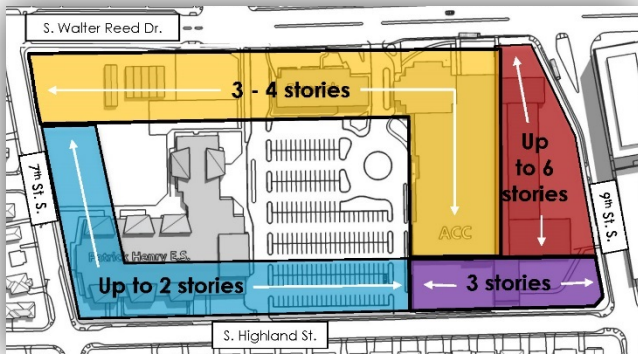 S. Walter Reed Dr.
3 - 4 stories
Up
to 6
stories
7th St. S.
9th St. S.
ACC
Patrick Henry E.S.
Up to 2 stories
3 stories
S. Highland St.